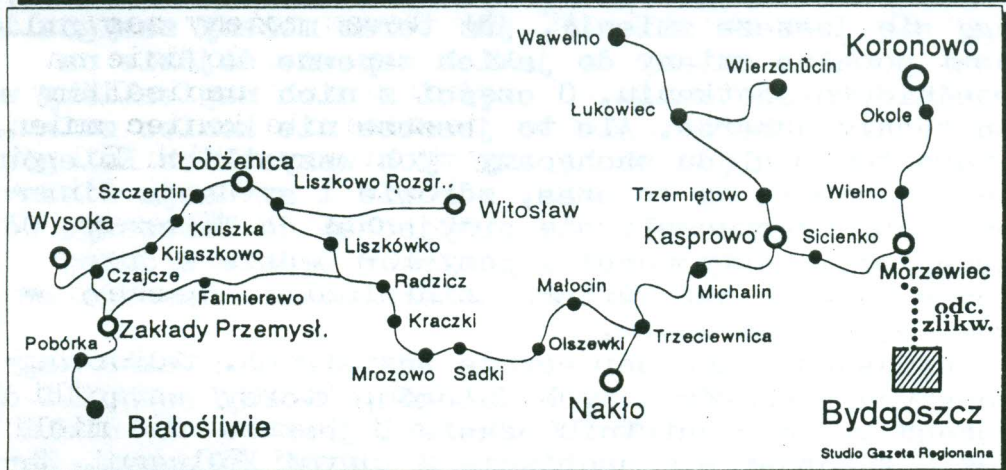 Wawelno
Koronowo
Wierzchucin
Lukowiec
Okole
Łobżenica
Szczerbin
Liszkowo Rozgr..
Trzemiętowo
Wielno
Wysoka
Kruszka
Witosław
Kasprowo
Sicienko
Kijaszkowo
Liszkówko
Czajcze
Radzicz
Małocin
Michalin
Morzewiec
Falmierewo
odc.
zlikw.
Zakłady Przemysł.
Kraczki
Olszewki
Trzeciewnica
Pobórka
Mrozowo
Sadki
Nakło
Bydgoszcz
Białośliwie
Studio Gazeta Regionalna